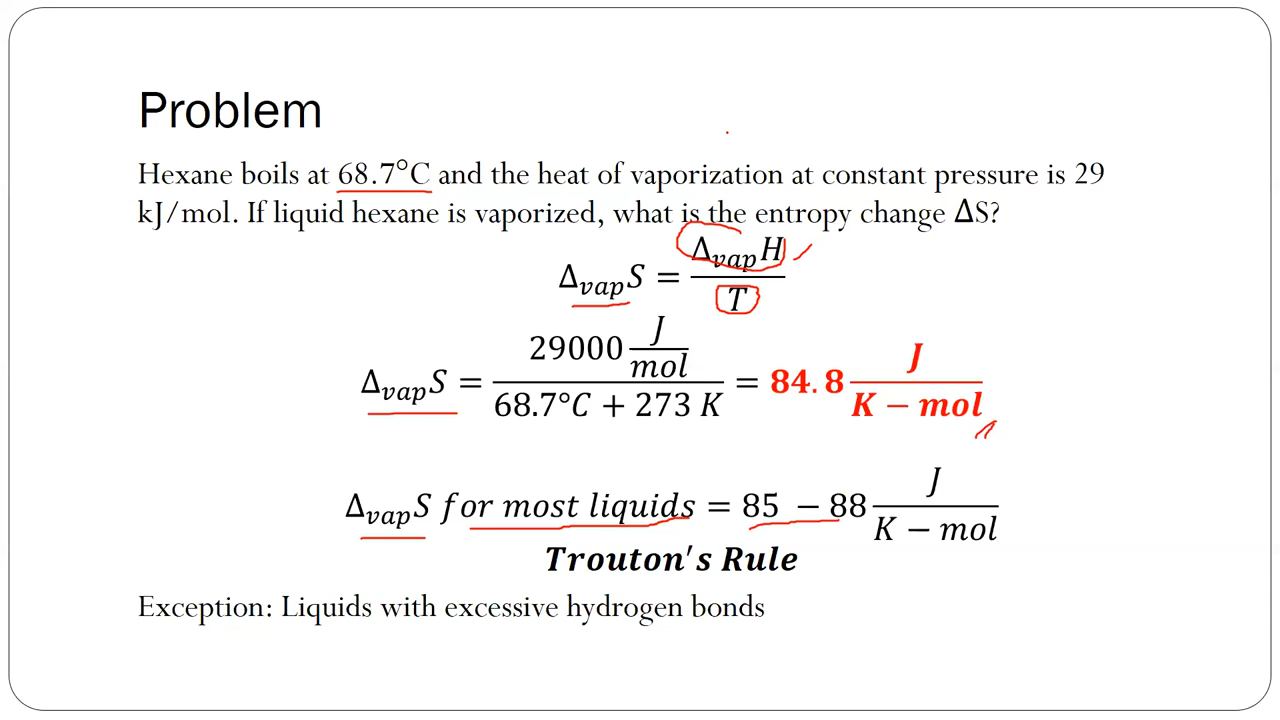 Problem
Hexane boils at 68.7°C and the heat of vaporization at constant pressure is 29
kJ/mol. If liquid hexane is vaporized, what is the entropy change ΔS?
Δ_vap S = Δ_vap H / T
Δ_vap S = 29000 J/mol / 68.7°C + 273 K = 84.8 J/K − mol
Δ_vap S for most liquids = 85 − 88 J/K − mol
Trouton's Rule
Exception: Liquids with excessive hydrogen bonds